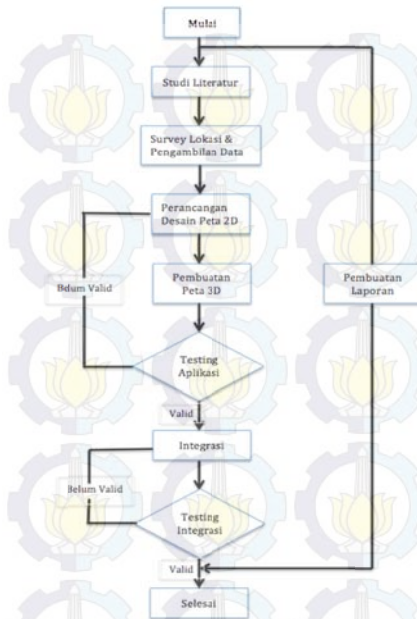 Mulai
Studi Literatur
Survey Lokasi &
Pengambilan Data
Perancangan
Desain Peta 2D
Belum Valid
Pembuatan
Peta 3D
Pembuatan
Laporan
Testing
Aplikasi
Valid
Integrasi
Belum Valid
Testing
Integrasi
Valid
Selesai